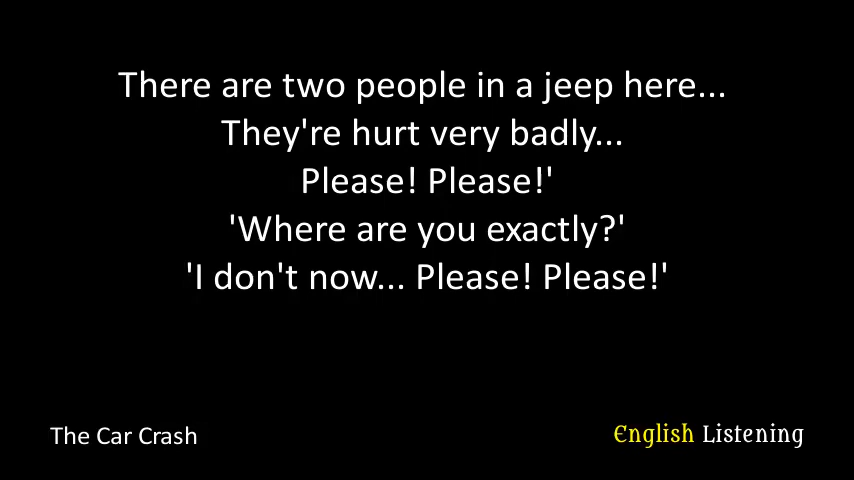 There are two people in a jeep here...
They're hurt very badly...
Please! Please!'
'Where are you exactly?'
'I don't now... Please! Please!'
The Car Crash
English Listening